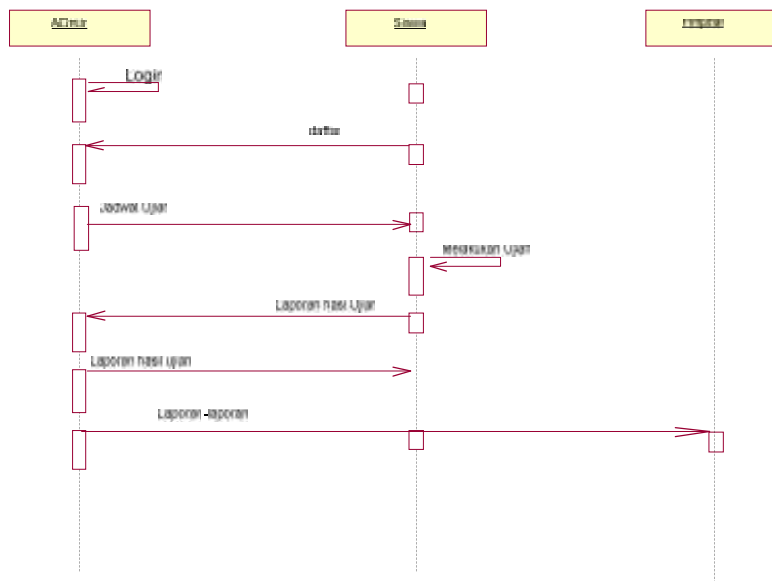 Admin
Siswa
Login
daftar
Jadwal Ujian
Melakukan Ujian
Laporan hasil Ujian
Laporan hasil ujian
Laporan -laporan